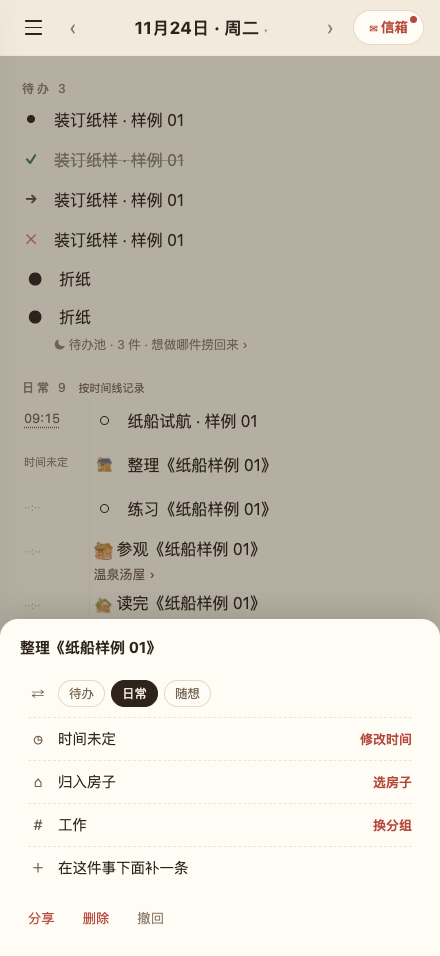 11月24日 · 周二
信箱
待办 3
装订纸样 · 样例 01
装订纸样 · 样例 01
装订纸样 · 样例 01
装订纸样 · 样例 01
折纸
折纸
待办池 · 3 件 · 想做哪件捞回来 ›
日常 9 按时间线记录
09:15 纸船试航 · 样例 01
时间未定 整理《纸船样例 01》
--:-- 练习《纸船样例 01》
--:-- 参观《纸船样例 01》
温泉汤屋 ›
--:-- 读完《纸船样例 01》
整理《纸船样例 01》
待办 日常 随想
时间未定 修改时间
归入房子 选房子
# 工作 换分组
+ 在这件事下面补一条
分享 删除 撤回